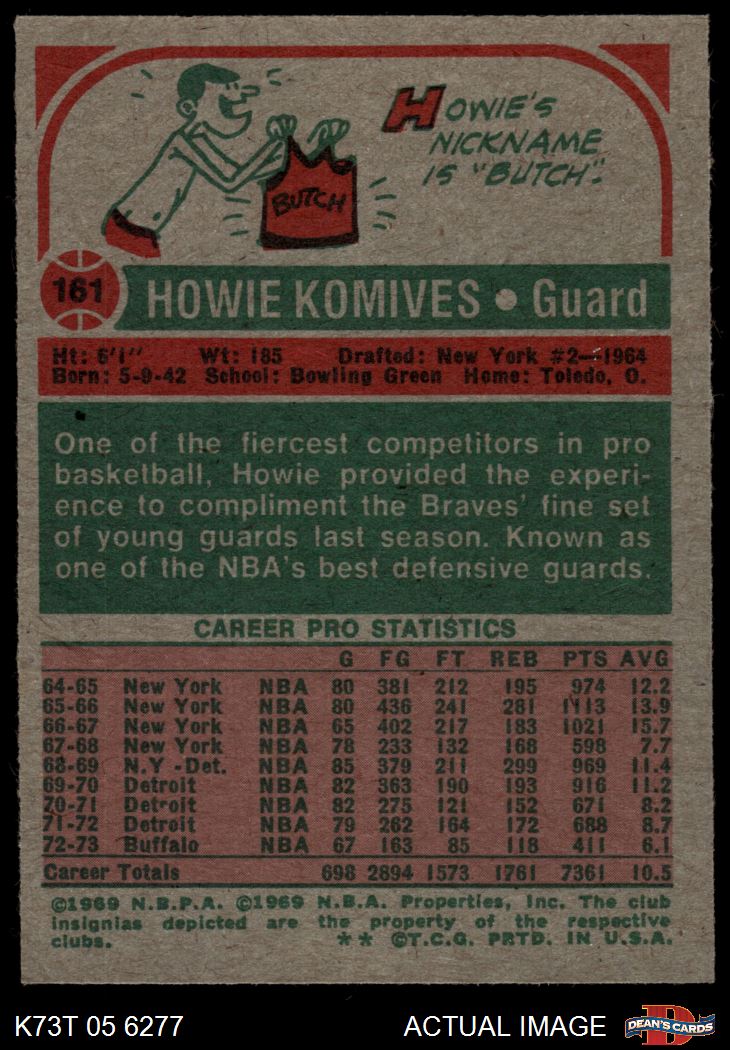 HOWIE'S
NICKNAME
IS "BUTCH".
BUTCH
161 HOWIE KOMIVES • Guard
Ht: 6'1" Wt: 185 Drafted: New York #2—1964
Born: 5-9-42 School: Bowling Green Home: Toledo, O.
One of the fiercest competitors in pro
basketball, Howie provided the experi-
ence to compliment the Braves' fine set
of young guards last season. Known as
one of the NBA's best defensive guards.
CAREER PRO STATISTICS
G FG FT REB PTS AVG
64-65 New York NBA 80 381 212 195 974 12.2
65-66 New York NBA 80 436 241 281 1113 13.9
66-67 New York NBA 65 402 217 183 1021 15.7
67-68 New York NBA 78 233 132 168 598 7.7
68-69 N.Y -Det. NBA 85 379 211 299 969 11.4
69-70 Detroit NBA 82 363 190 193 916 11.2
70-71 Detroit NBA 82 275 121 152 671 8.2
71-72 Detroit NBA 79 262 164 172 688 8.7
72-73 Buffalo NBA 67 163 85 118 411 6.1
Career Totals 698 2894 1573 1761 7361 10.5
©1969 N.B.P.A. ©1969 N.B.A. Properties, Inc. The club
insignias depicted are the property of the respective
clubs. ** ©T.C.G. PRTD. IN U.S.A.
K73T 05 6277 ACTUAL IMAGE D DEAN'S CARDS